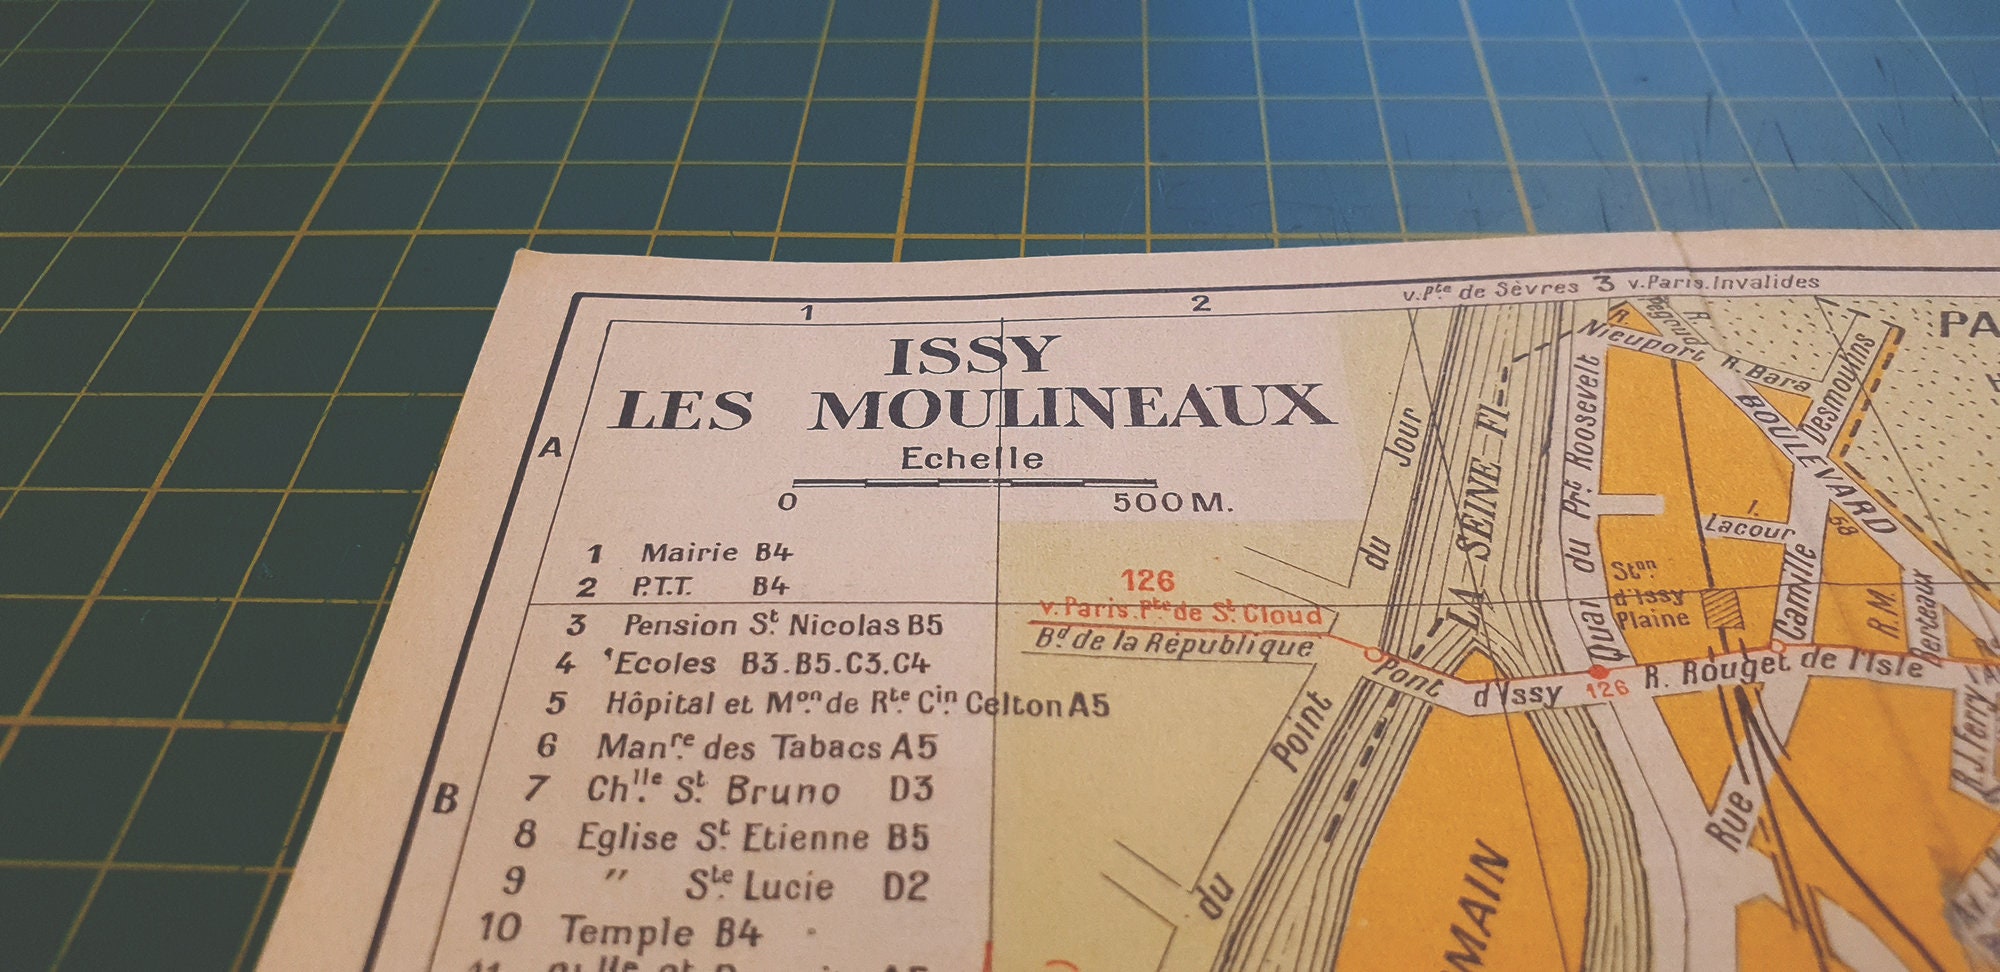 1 2 3
v. Pte de Sèvres v. Paris. Invalides
ISSY
LES MOULINEAUX
Echelle
0 500 M.
A
B
1 Mairie B4
2 P.T.T. B4
3 Pension St. Nicolas B5
4 Ecoles B3.B5.C3.C4
5 Hôpital et Mon. de Rte. Cin. Celton A5
6 Manre. des Tabacs A5
7 Chlle. St. Bruno D3
8 Eglise St. Etienne B5
9 " Ste. Lucie D2
10 Temple B4
126
v. Paris. Pte de St. Cloud
Bd. de la République
du Point du Jour
LA SEINE Fl.
Quai du Prt. Roosevelt
R. Nieuport
R. Bara
BOULEVARD
Rue Camille Desmoulins
I. Lacour
68
Ston.
d'Issy
Plaine
R.M. Berteaux
Pont d'Issy
126
R. Rouget de l'Isle
R.J. Ferry
PA
MAIN